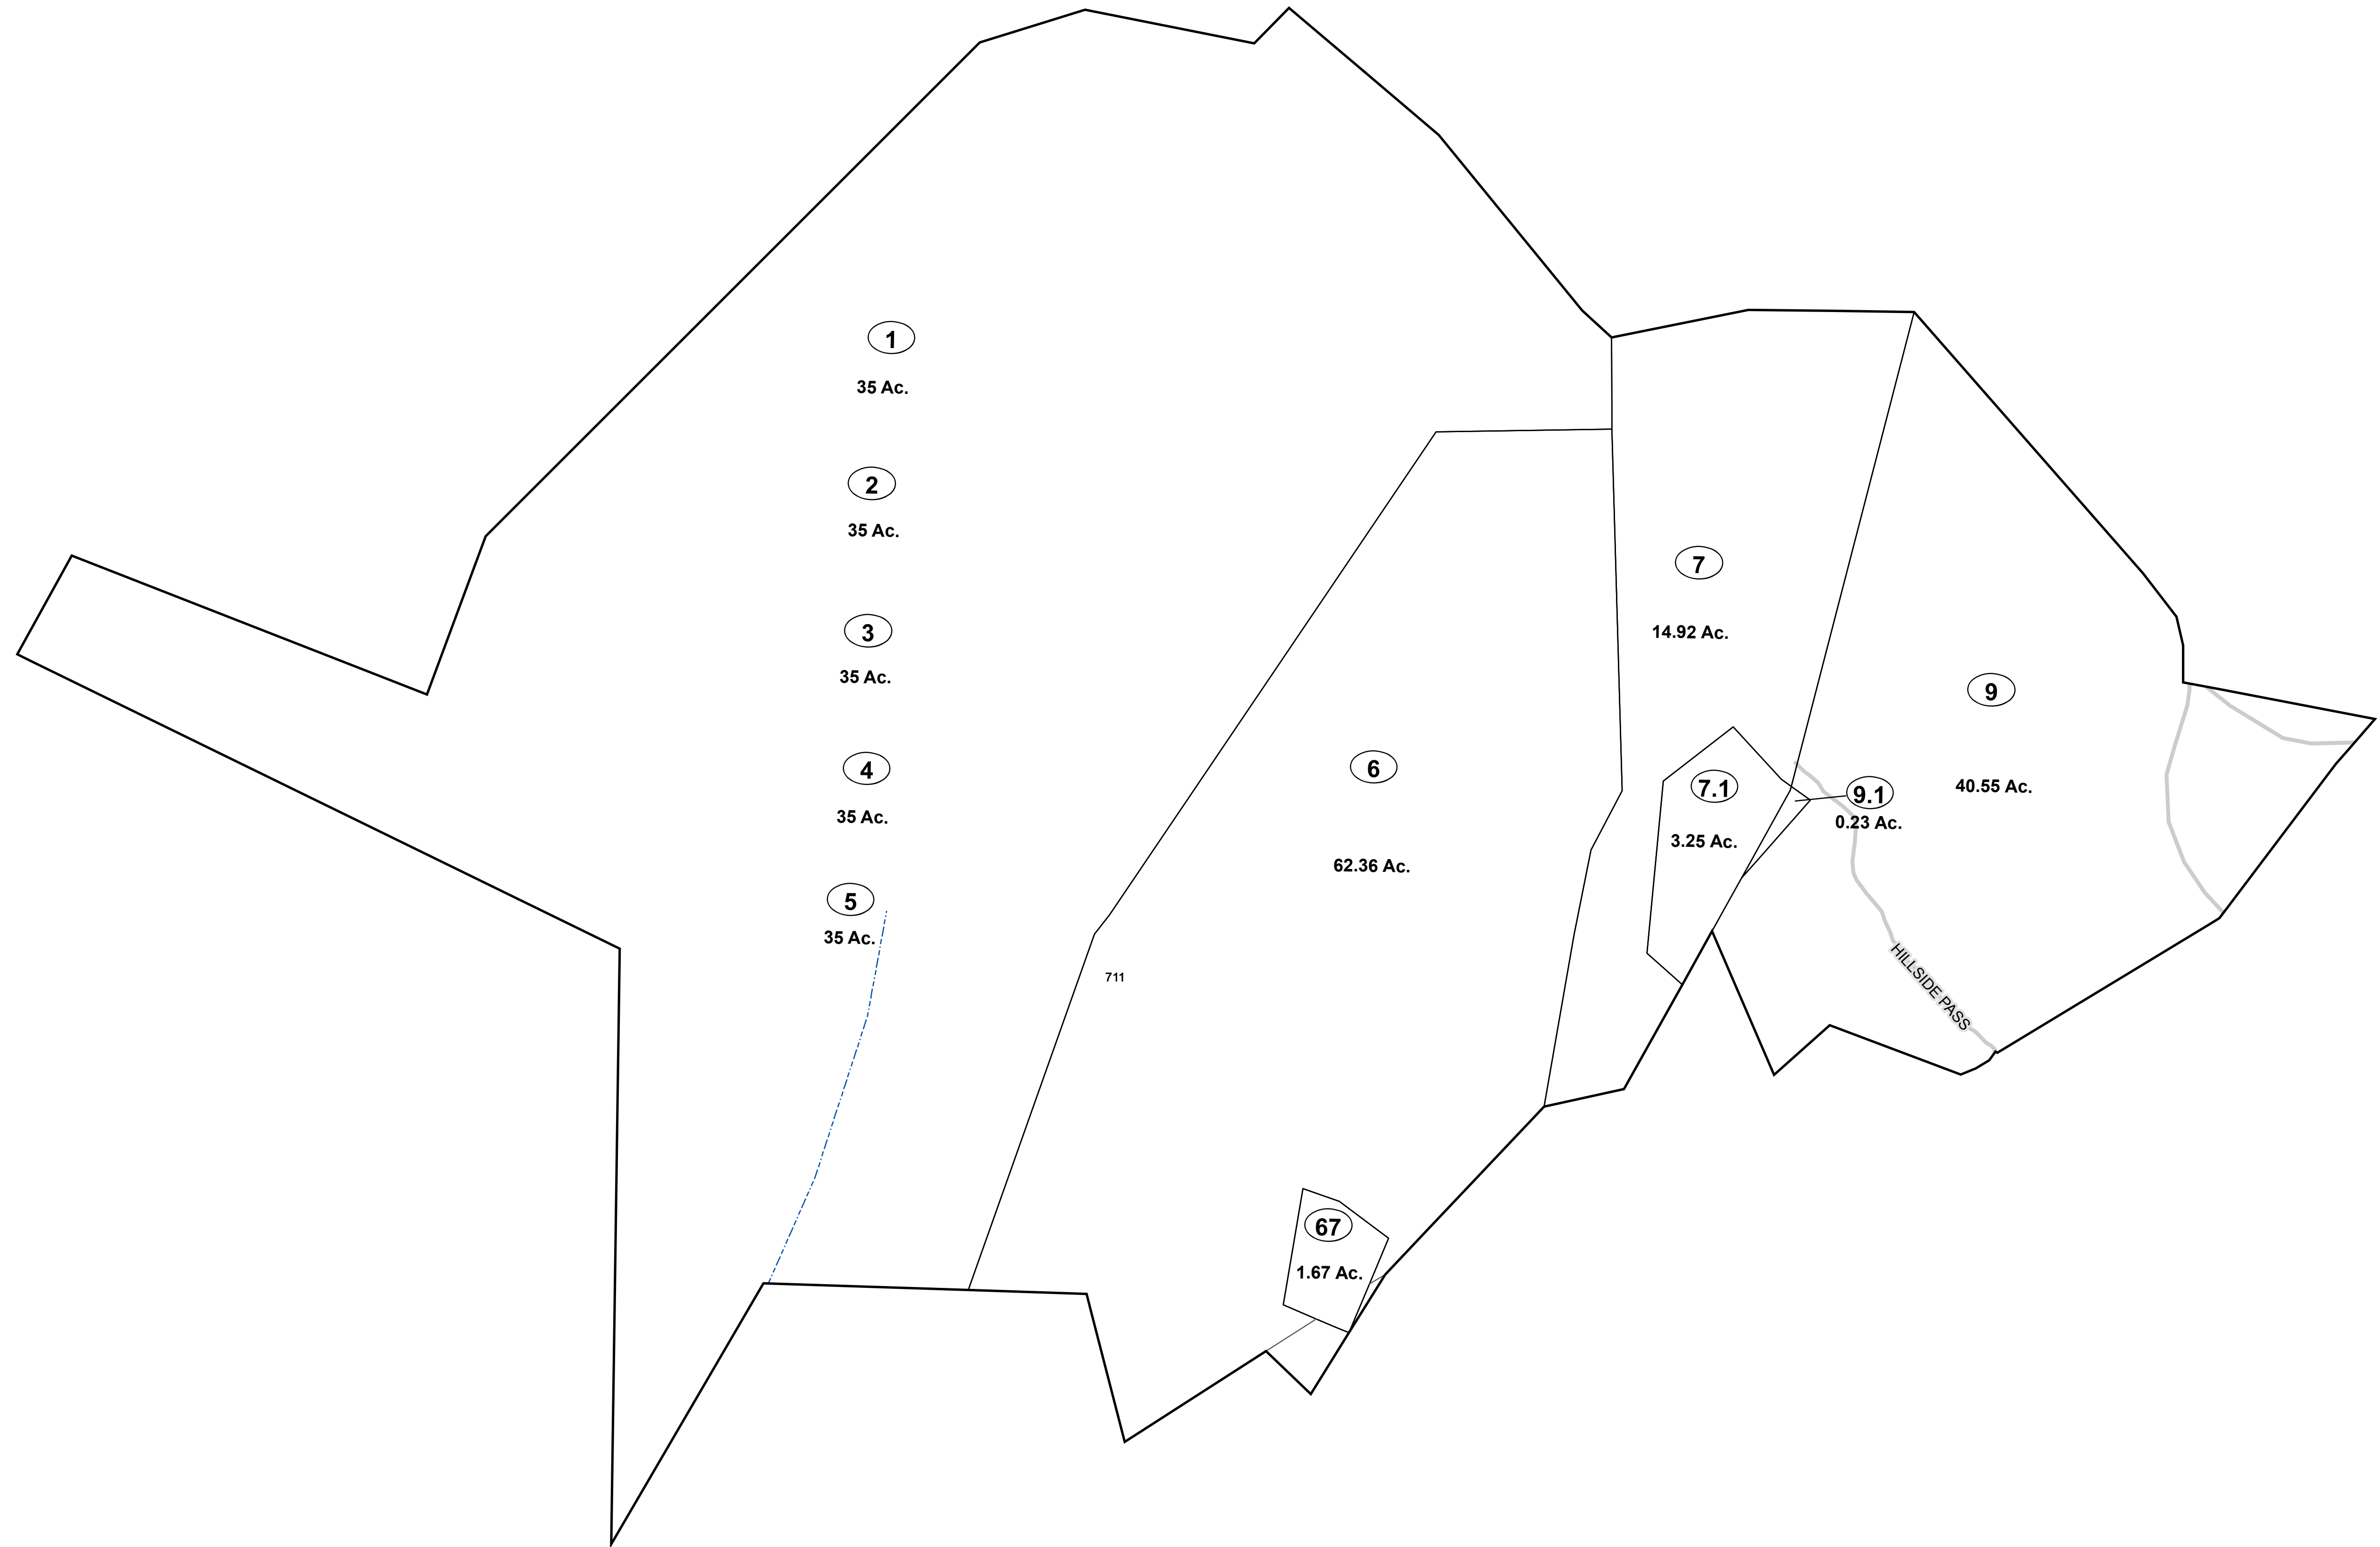 1
35 Ac.
2
35 Ac.
3
35 Ac.
4
35 Ac.
5
35 Ac.
711
6
62.36 Ac.
67
1.67 Ac.
7
14.92 Ac.
7.1
3.25 Ac.
9.1
0.23 Ac.
9
40.55 Ac.
HILLSIDE PASS